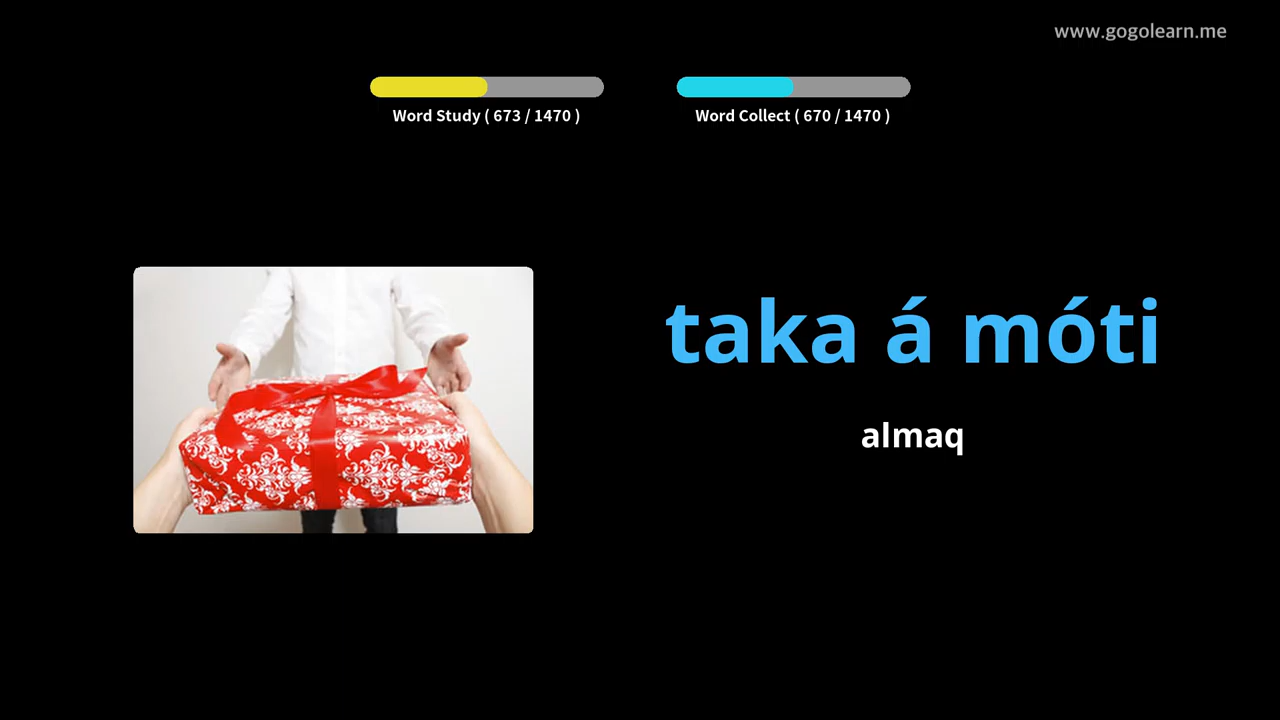 www.gogolearn.me
Word Study ( 673 / 1470 )
Word Collect ( 670 / 1470 )
taka á móti
almaq